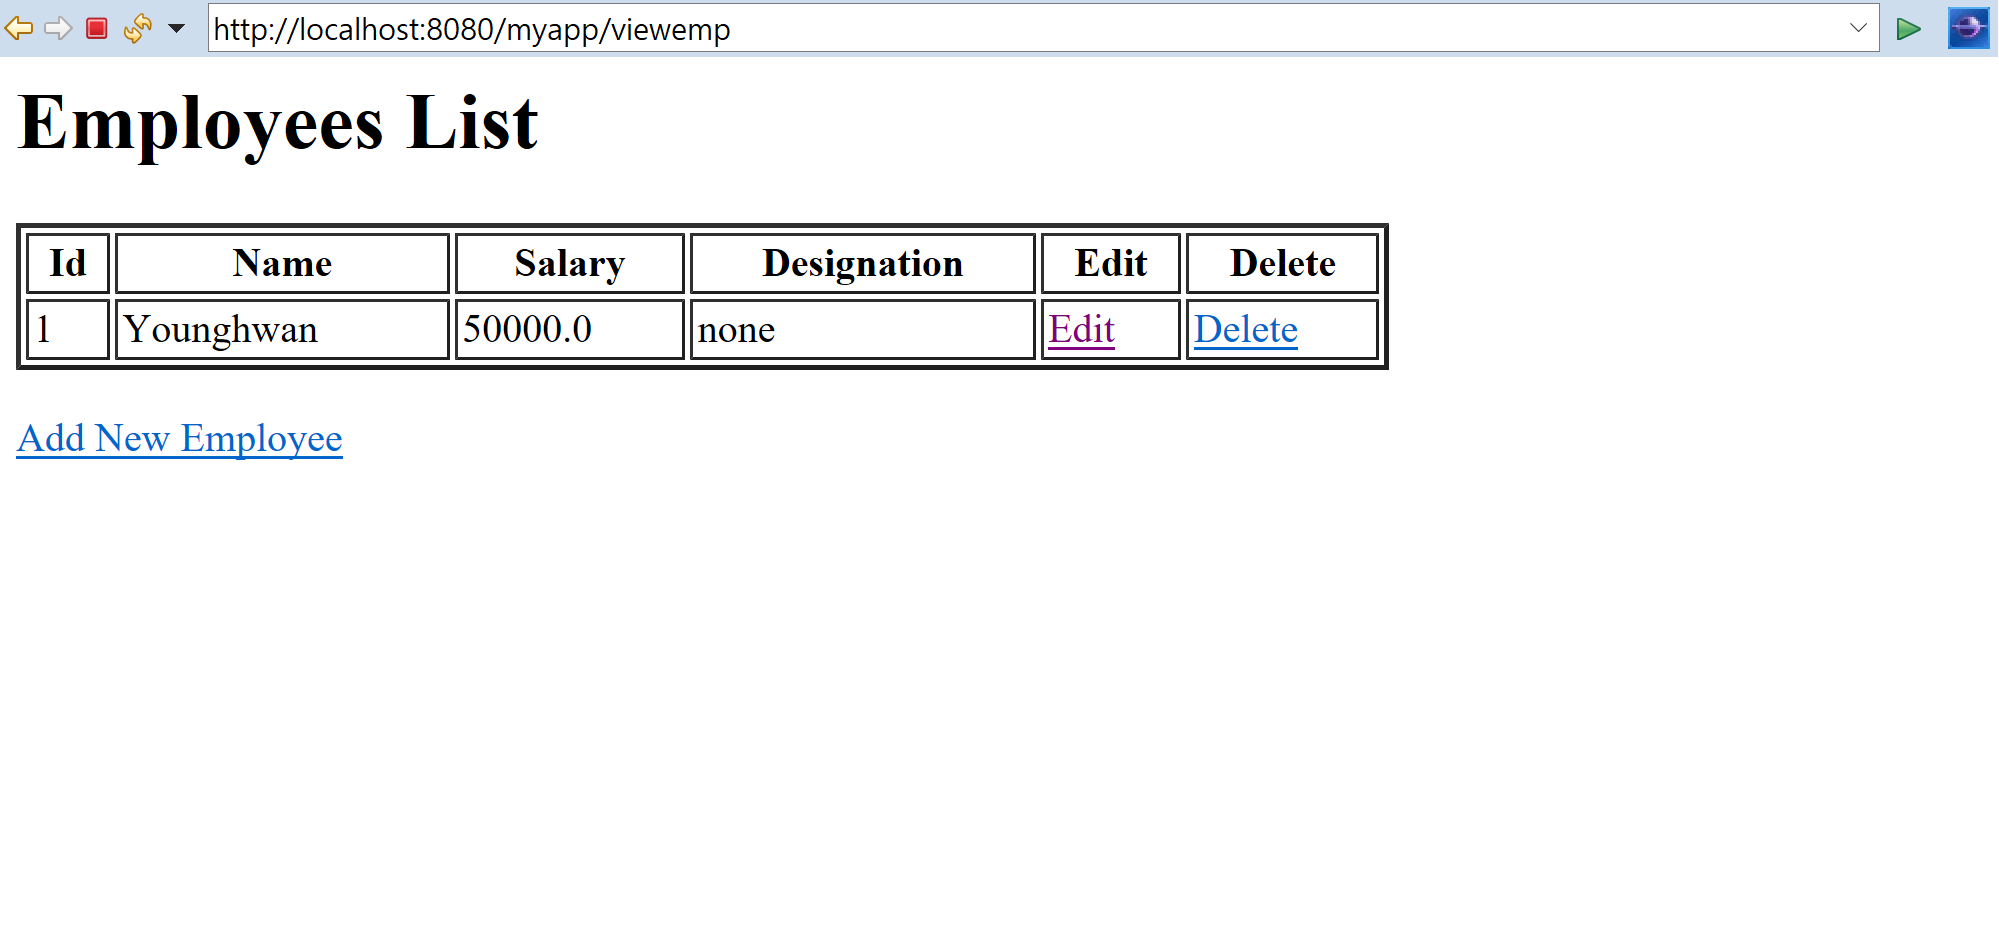 http://localhost:8080/myapp/viewemp
Employees List
Id Name Salary Designation Edit Delete
1 Younghwan 50000.0 none Edit Delete
Add New Employee